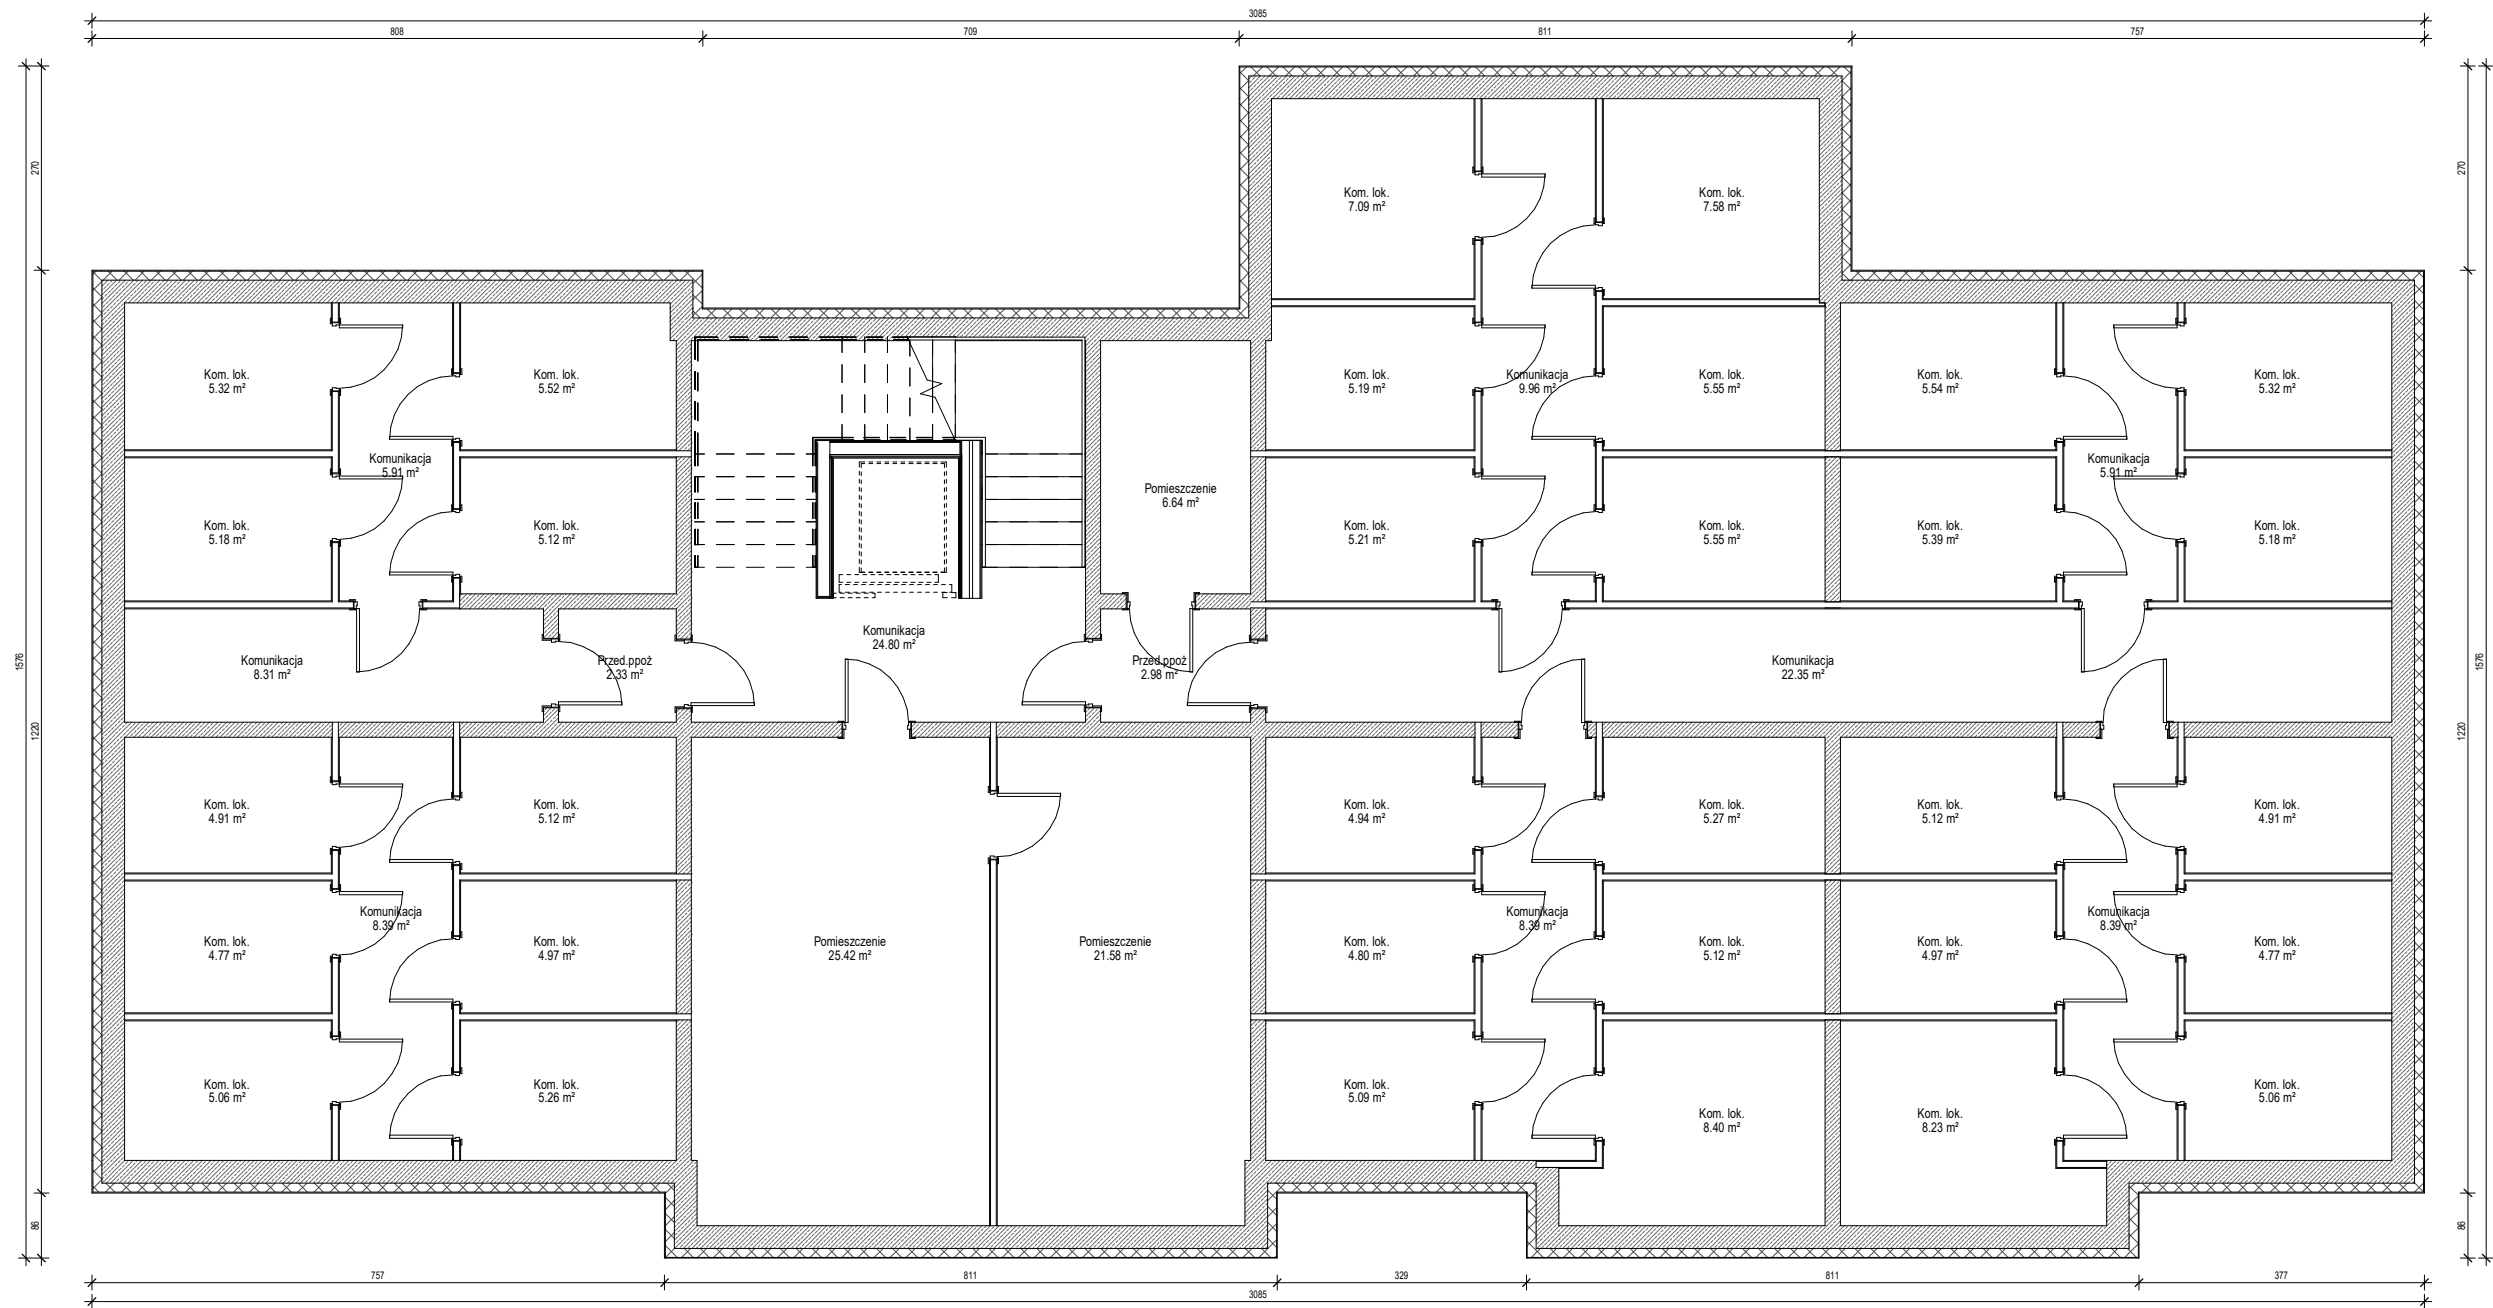 3085
808
709
811
757
270
270
Kom. lok.
7.09 m²
Kom. lok.
7.58 m²
Kom. lok.
5.32 m²
Kom. lok.
5.52 m²
Kom. lok.
5.19 m²
Komunikacja
9.96 m²
Kom. lok.
5.55 m²
Kom. lok.
5.54 m²
Kom. lok.
5.32 m²
Komunikacja
5.91 m²
Komunikacja
5.91 m²
Pomieszczenie
6.64 m²
Kom. lok.
5.18 m²
Kom. lok.
5.12 m²
Kom. lok.
5.21 m²
Kom. lok.
5.55 m²
Kom. lok.
5.39 m²
Kom. lok.
5.18 m²
Komunikacja
24.80 m²
Komunikacja
8.31 m²
Przed.ppoż
2.33 m²
Przed.ppoż
2.98 m²
Komunikacja
22.35 m²
1576
1220
1220
1576
Kom. lok.
4.91 m²
Kom. lok.
5.12 m²
Kom. lok.
4.94 m²
Kom. lok.
5.27 m²
Kom. lok.
5.12 m²
Kom. lok.
4.91 m²
Komunikacja
8.39 m²
Komunikacja
8.39 m²
Komunikacja
8.39 m²
Kom. lok.
4.77 m²
Kom. lok.
4.97 m²
Pomieszczenie
25.42 m²
Pomieszczenie
21.58 m²
Kom. lok.
4.80 m²
Kom. lok.
5.12 m²
Kom. lok.
4.97 m²
Kom. lok.
4.77 m²
Kom. lok.
5.06 m²
Kom. lok.
5.26 m²
Kom. lok.
5.09 m²
Kom. lok.
8.40 m²
Kom. lok.
8.23 m²
Kom. lok.
5.06 m²
86
86
757
811
329
811
377
3085